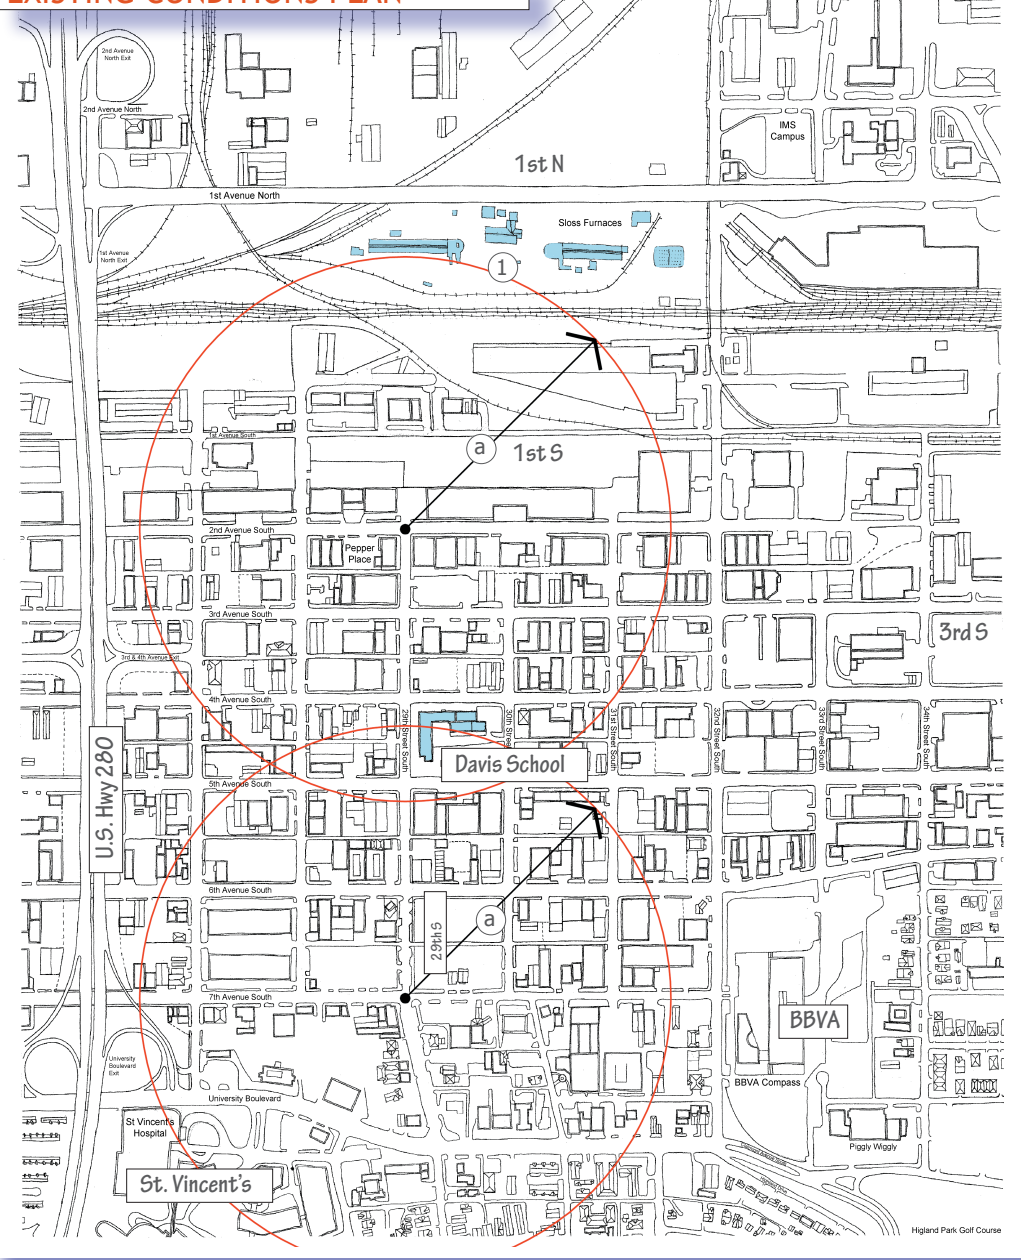 EXISTING CONDITIONS PLAN
2nd Avenue
North Exit
2nd Avenue North
IMS
Campus
1st N
1st Avenue North
Sloss Furnaces
1st Avenue
North Exit
1
a
1st S
1st Avenue South
2nd Avenue South
Pepper
Place
3rd Avenue South
3rd S
3rd & 4th Avenue Exit
4th Avenue South
29th Street South
30th Street South
31st Street South
32nd Street South
33rd Street South
34th Street South
U.S. Hwy 280
Davis School
5th Avenue South
6th Avenue South
a
29th S
7th Avenue South
BBVA
University
Boulevard
Exit
BBVA Compass
University Boulevard
St Vincent's
Hospital
Piggly Wiggly
St. Vincent's
Higland Park Golf Course